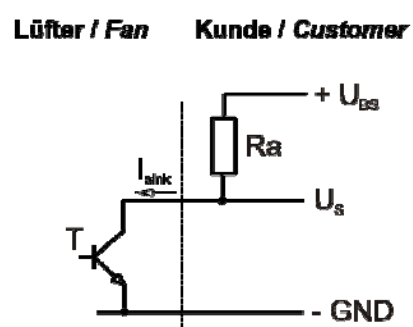 Lüfter / Fan Kunde / Customer
+ U_BS
Ra
I_sink
U_s
T
- GND